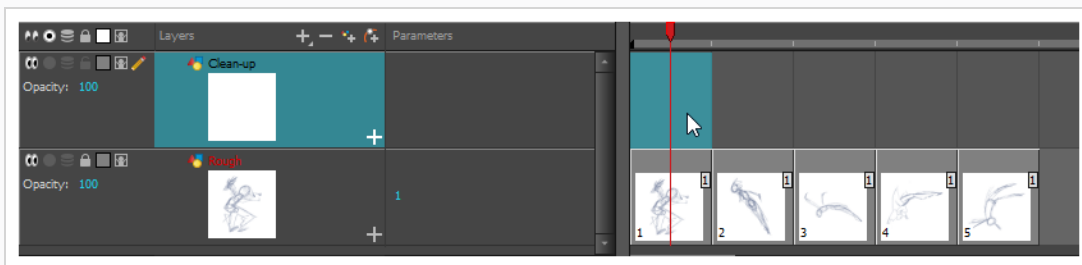 Layers
Parameters
Clean-up
Opacity: 100
Rough
Opacity: 100
1
1 1 1 1 1
1 2 3 4 5